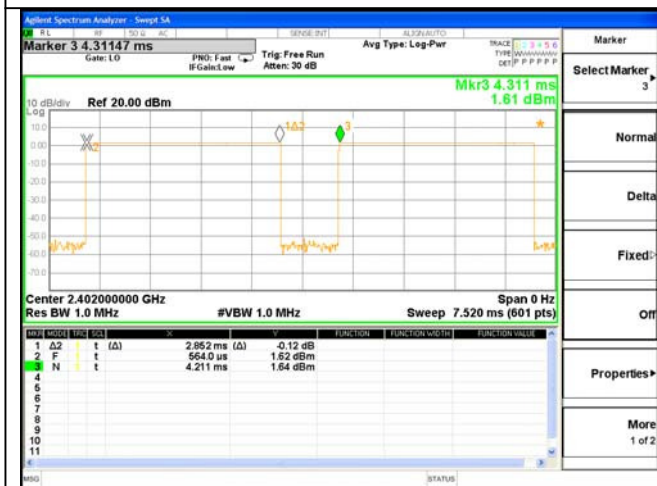 Agilent Spectrum Analyzer - Swept SA
RL RF 50 Ω AC SENSE:INT ALIGNAUTO
Marker 3 4.31147 ms
Gate: LO
PNO: Fast
IFGain:Low
Trig: Free Run
Atten: 30 dB
Avg Type: Log-Pwr
TRACE 1 2 3 4 5 6
TYPE
DET P P P P P P
Mkr3 4.311 ms
1.61 dBm
10 dB/div Ref 20.00 dBm
Log
10.0
0.00
-10.0
-20.0
-30.0
-40.0
-50.0
-60.0
-70.0
2
1Δ2
3
Center 2.402000000 GHz Span 0 Hz
Res BW 1.0 MHz #VBW 1.0 MHz Sweep 7.520 ms (601 pts)
MKR MODE TRC SCL X Y FUNCTION FUNCTION WIDTH FUNCTION VALUE
1 Δ2 1 t (Δ) 2.852 ms (Δ) -0.12 dB
2 F 1 t 564.0 µs 1.62 dBm
3 N 1 t 4.211 ms 1.64 dBm
4
5
6
7
8
9
10
11
MSG STATUS
Marker
Select Marker
3
Normal
Delta
Fixed
Off
Properties
More
1 of 2